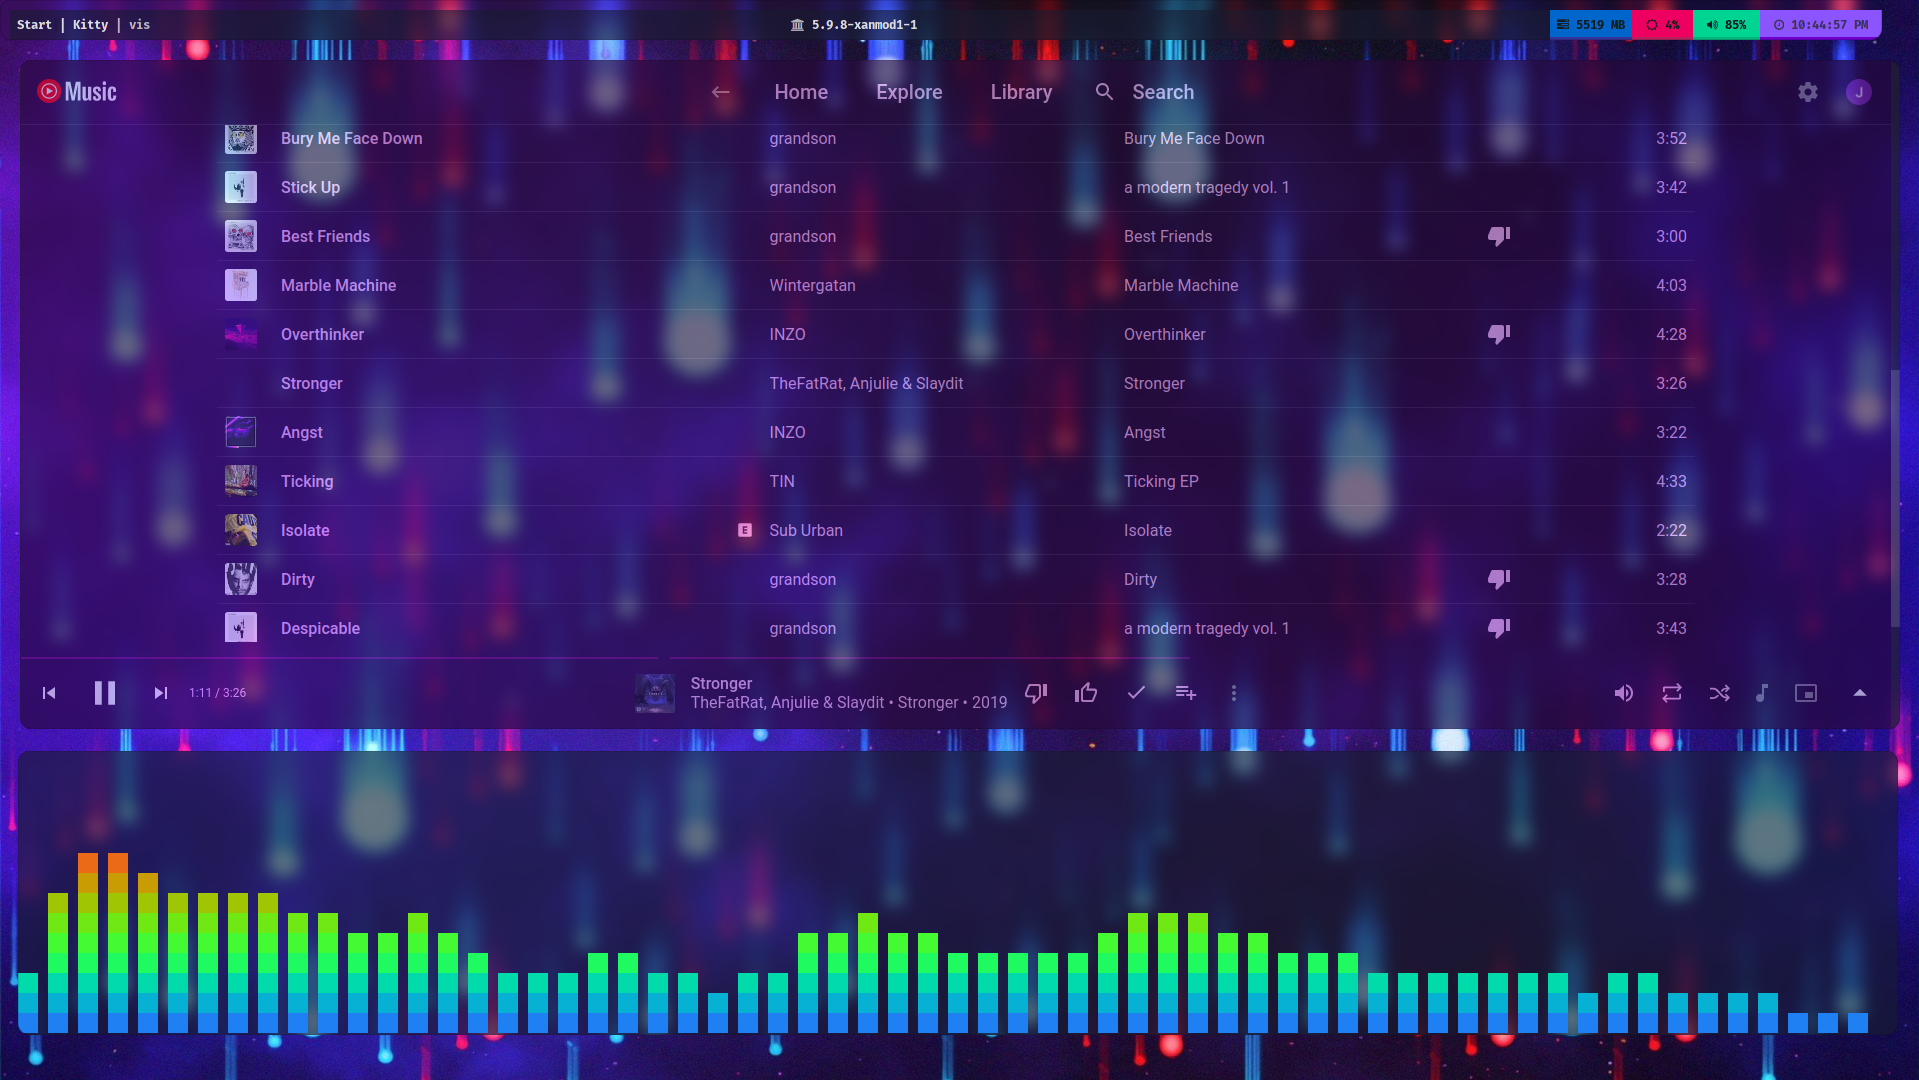 Start | Kitty | vis
5.9.8-xanmod1-1
5519 MB 4% 85% 10:44:57 PM
Music
Home Explore Library Search
J
Bury Me Face Down grandson Bury Me Face Down 3:52
Stick Up grandson a modern tragedy vol. 1 3:42
Best Friends grandson Best Friends 3:00
Marble Machine Wintergatan Marble Machine 4:03
Overthinker INZO Overthinker 4:28
Stronger TheFatRat, Anjulie & Slaydit Stronger 3:26
Angst INZO Angst 3:22
Ticking TIN Ticking EP 4:33
Isolate E Sub Urban Isolate 2:22
Dirty grandson Dirty 3:28
Despicable grandson a modern tragedy vol. 1 3:43
1:11 / 3:26
Stronger
TheFatRat, Anjulie & Slaydit • Stronger • 2019